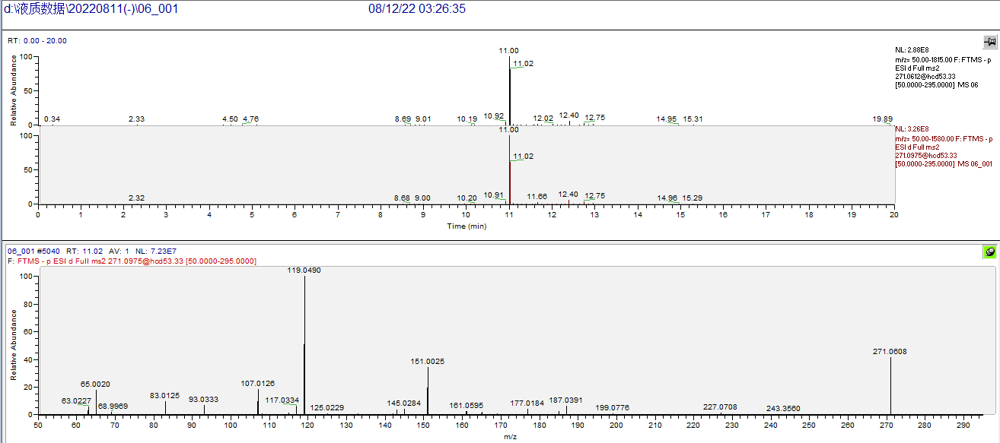 d:\液质数据\20220811(-)\06_001 08/12/22 03:26:35
RT: 0.00 - 20.00
NL: 2.88E8
m/z= 50.00-1815.00 F: FTMS - p
ESI d Full ms2
271.0612@hcd53.33
[50.0000-295.0000] MS 06
Relative Abundance
100
50
0
0.34 2.33 4.50 4.76 8.69 9.01 10.19 10.92 11.00 11.02 12.02 12.40 12.75 14.95 15.31 19.89
NL: 3.26E8
m/z= 50.00-1580.00 F: FTMS - p
ESI d Full ms2
271.0975@hcd53.33
[50.0000-295.0000] MS 06_001
100
50
0
2.32 8.68 9.00 10.20 10.91 11.00 11.02 11.66 12.40 12.75 14.96 15.29
0 1 2 3 4 5 6 7 8 9 10 11 12 13 14 15 16 17 18 19 20
Time (min)
06_001 #5040 RT: 11.02 AV: 1 NL: 7.23E7
F: FTMS - p ESI d Full ms2 271.0975@hcd53.33 [50.0000-295.0000]
Relative Abundance
100
80
60
40
20
0
63.0227 65.0020 68.9969 83.0125 93.0333 107.0126 117.0334 119.0490 125.0229 145.0284 151.0025 161.0595 177.0184 187.0391 199.0776 227.0708 243.3560 271.0608
50 60 70 80 90 100 110 120 130 140 150 160 170 180 190 200 210 220 230 240 250 260 270 280 290
m/z